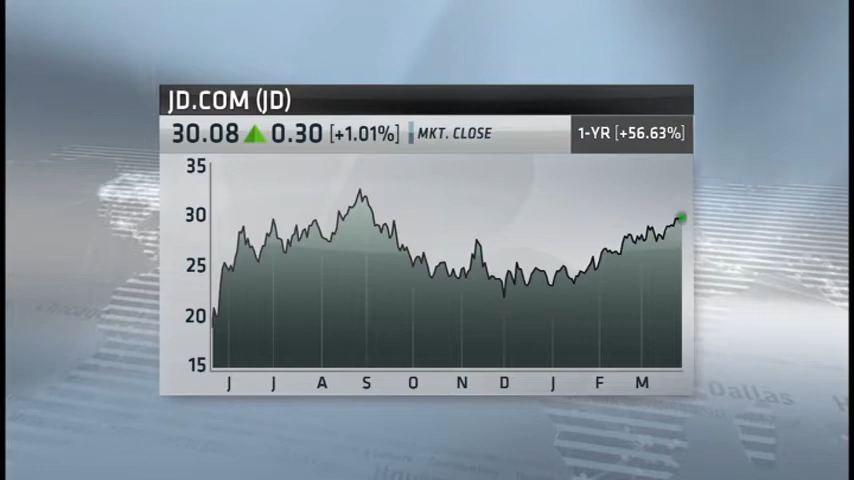 JD.COM (JD)
30.08 0.30 [+1.01%] MKT. CLOSE 1-YR [+56.63%]
35
30
25
20
15
J J A S O N D J F M
Dallas